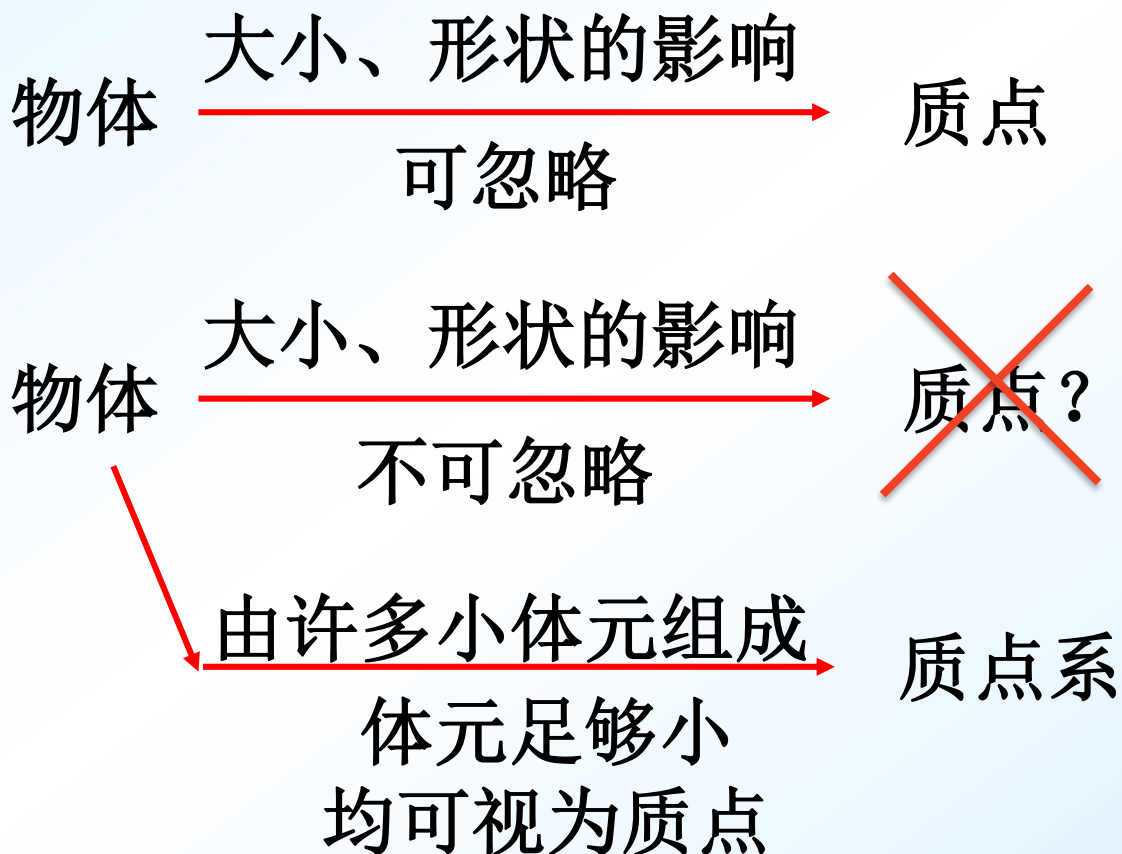 大小、形状的影响
物体
质点
可忽略
大小、形状的影响
物体
质点？
不可忽略
由许多小体元组成
质点系
体元足够小
均可视为质点